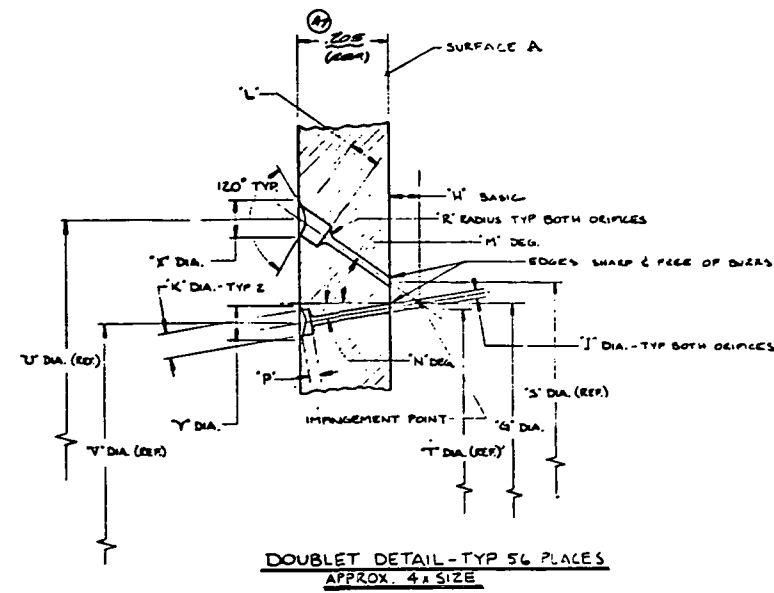 A1
.205
(REF.)
SURFACE A
"L"
120° TYP.
"H" BASIC
"R" RADIUS TYP BOTH ORIFICES
"M" DEG.
"X" DIA.
EDGES SHARP & FREE OF BURRS
"K" DIA.-TYP 2
"J" DIA.-TYP BOTH ORIFICES
"U" DIA. (REF.)
"N" DEG.
"P"
"S" DIA. (REF.)
"Y" DIA.
IMPANGEMENT POINT
"G" DIA.
"V" DIA (REF.)
"T" DIA (REF.)
DOUBLET DETAIL-TYP 56 PLACES
APPROX. 4x SIZE